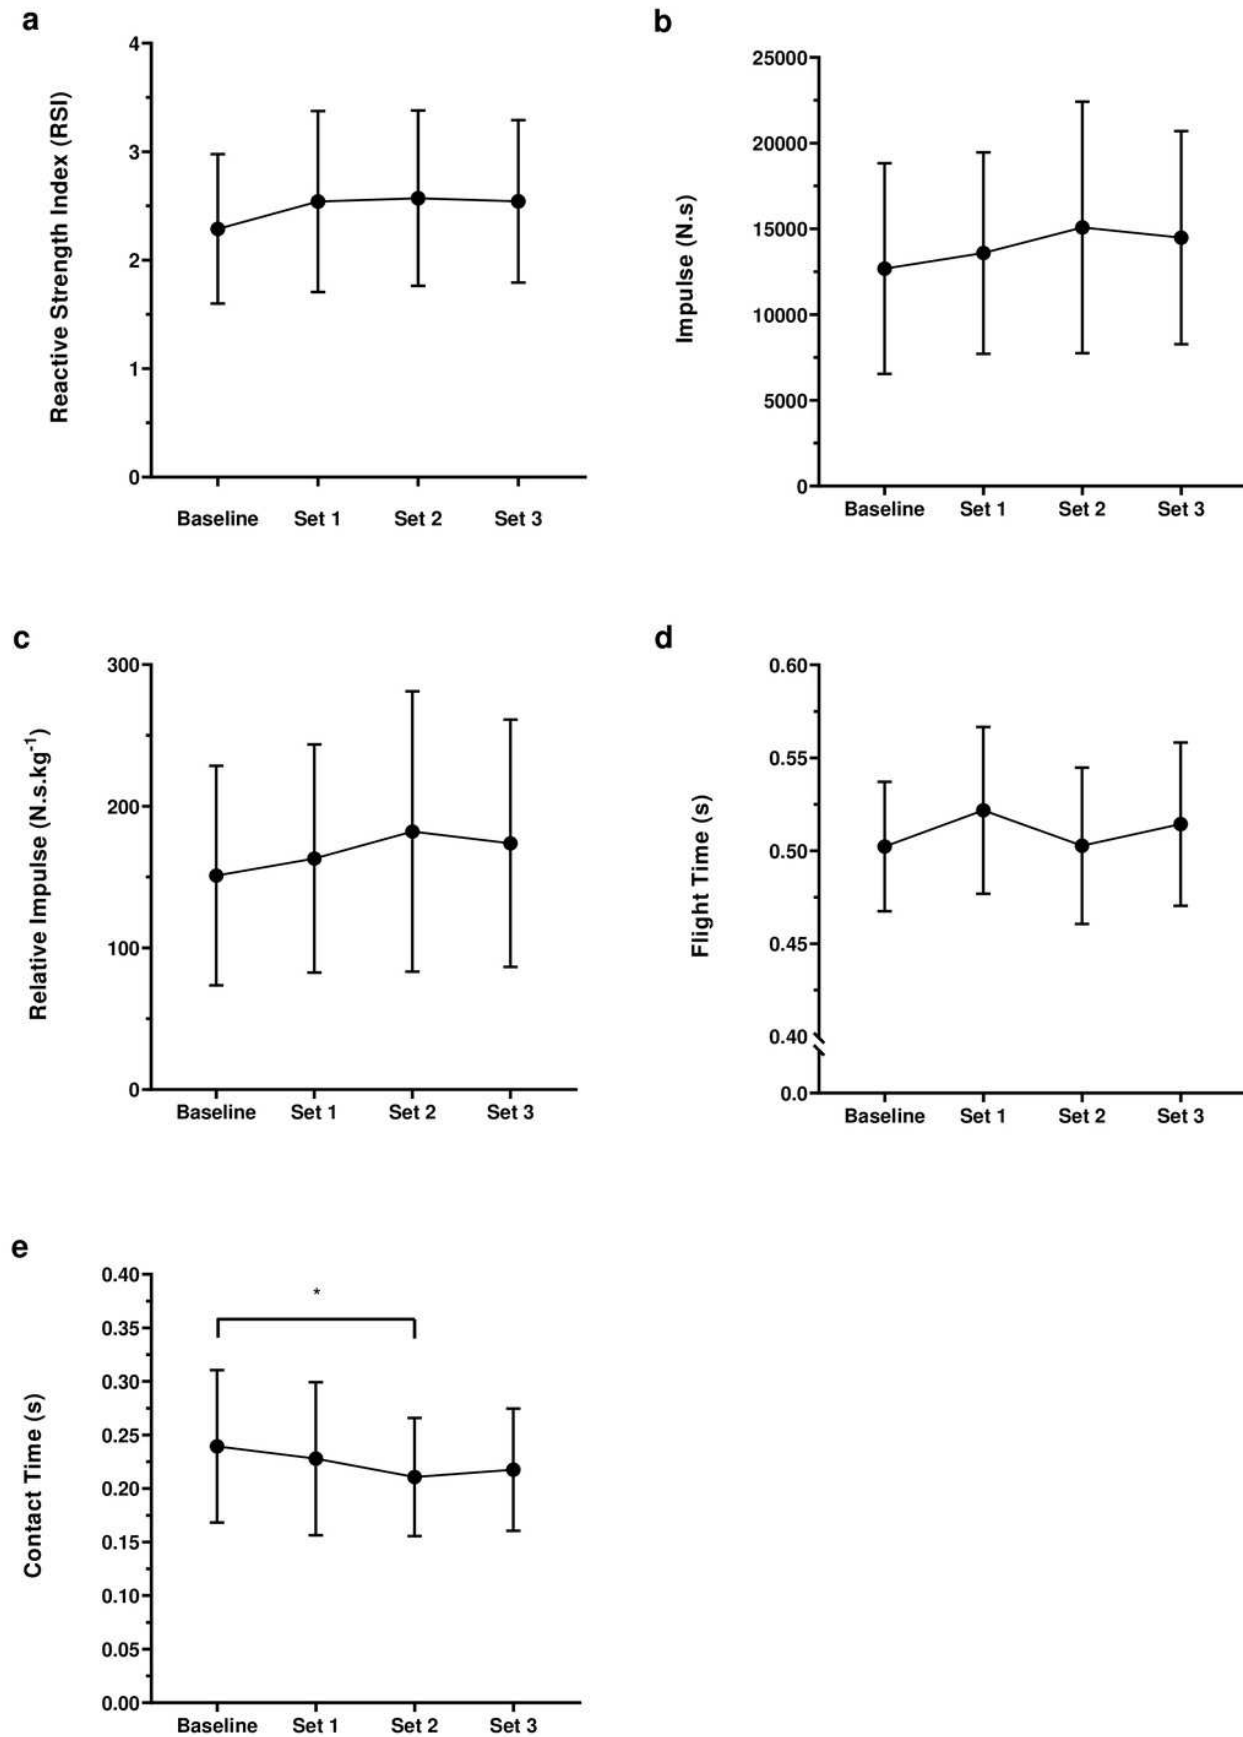 a
Reactive Strength Index (RSI)
4
3
2
1
0
Baseline Set 1 Set 2 Set 3
b
Impulse (N.s)
25000
20000
15000
10000
5000
0
Baseline Set 1 Set 2 Set 3
c
Relative Impulse (N.s.kg⁻¹)
300
200
100
0
Baseline Set 1 Set 2 Set 3
d
Flight Time (s)
0.60
0.55
0.50
0.45
0.40
0.0
Baseline Set 1 Set 2 Set 3
e
Contact Time (s)
0.40
0.35
0.30
0.25
0.20
0.15
0.10
0.05
0.00
*
Baseline Set 1 Set 2 Set 3